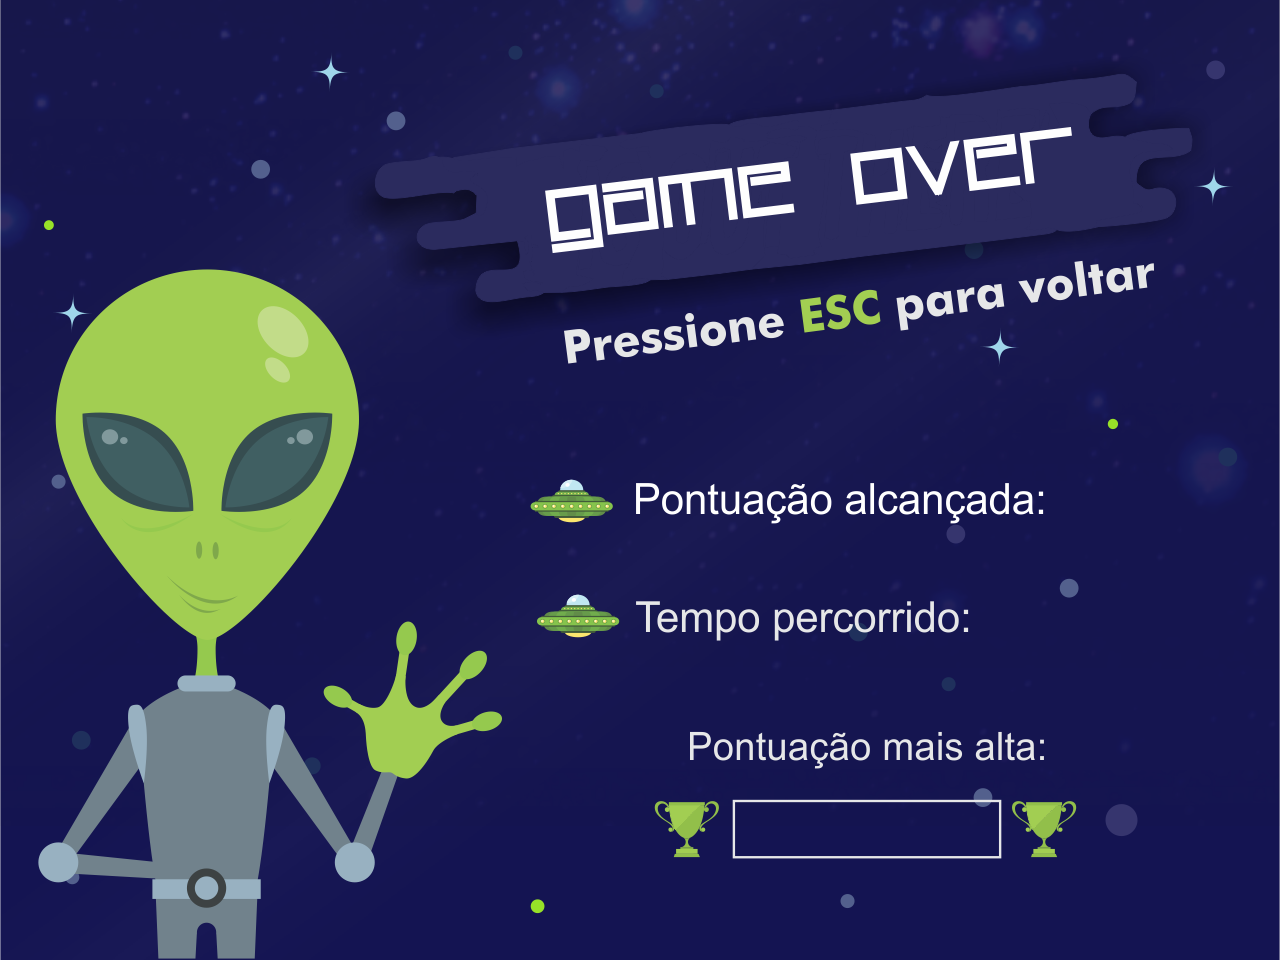 game over
Pressione ESC para voltar
Pontuação alcançada:
Tempo percorrido:
Pontuação mais alta: